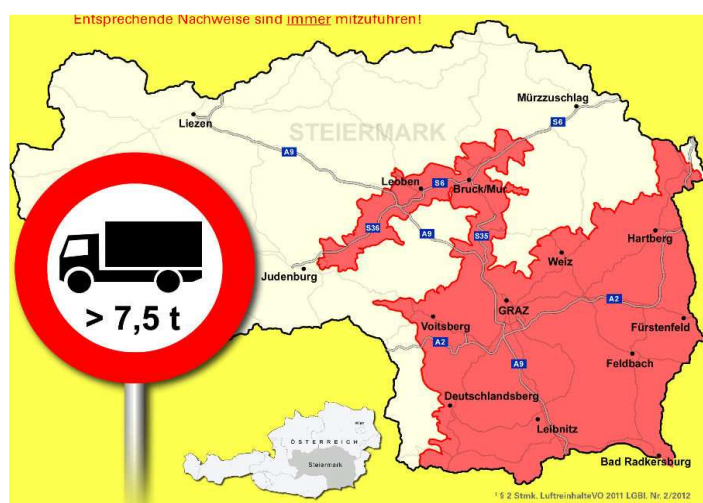 Entsprechende Nachweise sind immer mitzuführen!
Mürzzuschlag
Liezen
STEIERMARK
S6
A9
Leoben
S6
Bruck/Mur
S36
A9
S35
Hartberg
Weiz
Judenburg
> 7,5 t
GRAZ
A2
Voitsberg
Fürstenfeld
A2
A9
Feldbach
Deutschlandsberg
Leibnitz
ÖSTERREICH
Steiermark
Bad Radkersburg
¹ § 2 Stmk. LuftreinhalteVO 2011 LGBl. Nr. 2/2012